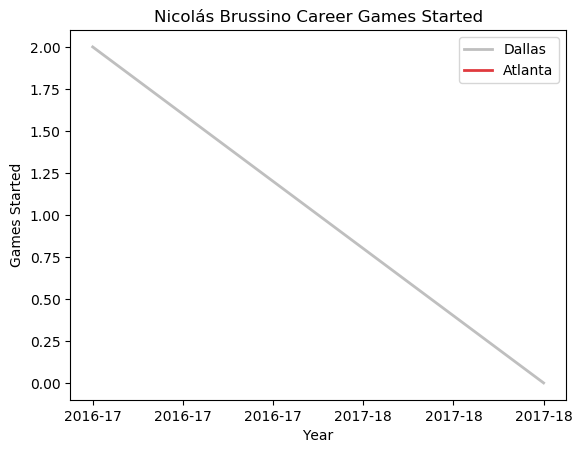 Nicolás Brussino Career Games Started
Dallas
Atlanta
2.00
1.75
1.50
1.25
1.00
0.75
0.50
0.25
0.00
Games Started
2016-17 2016-17 2016-17 2017-18 2017-18 2017-18
Year